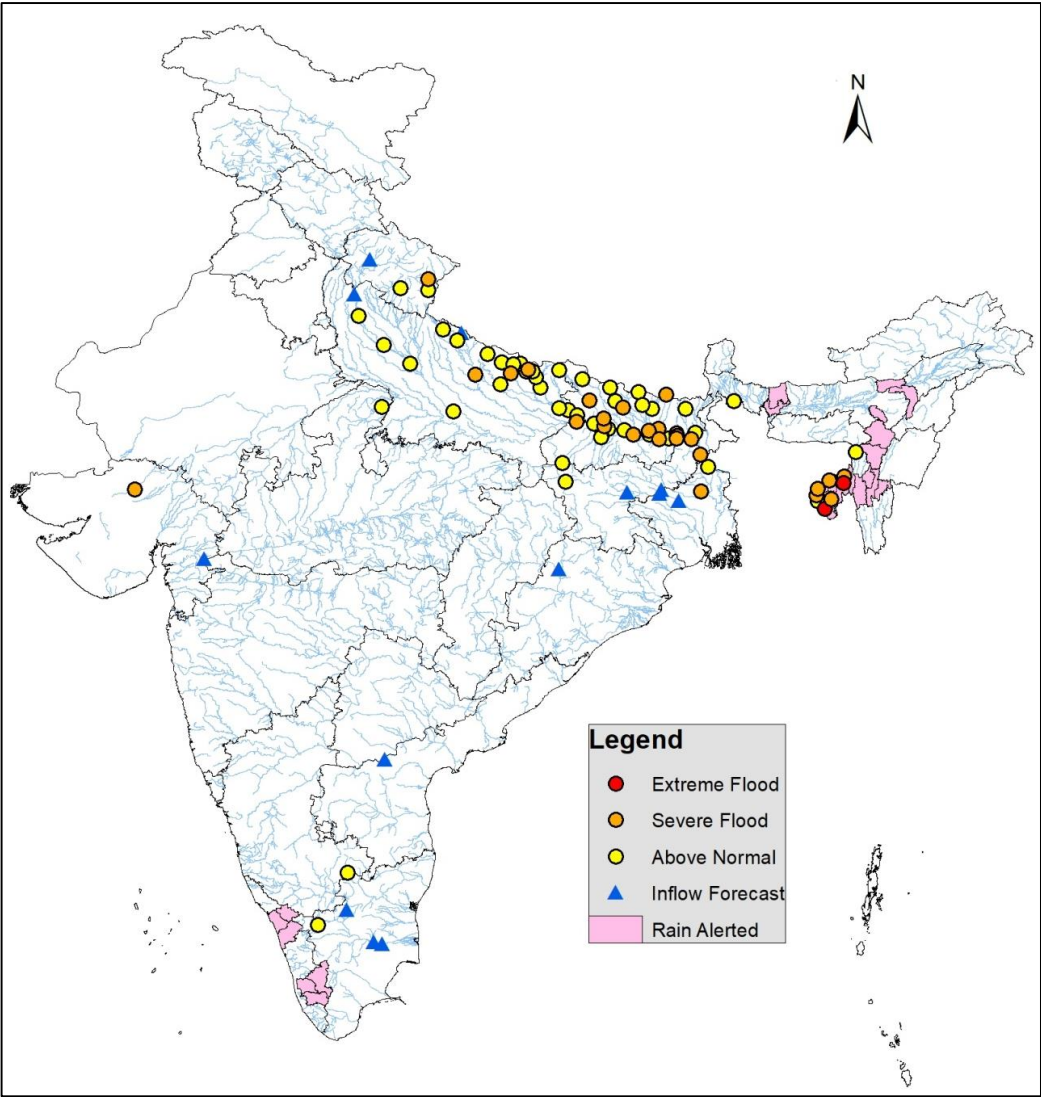 N
Legend
Extreme Flood
Severe Flood
Above Normal
Inflow Forecast
Rain Alerted